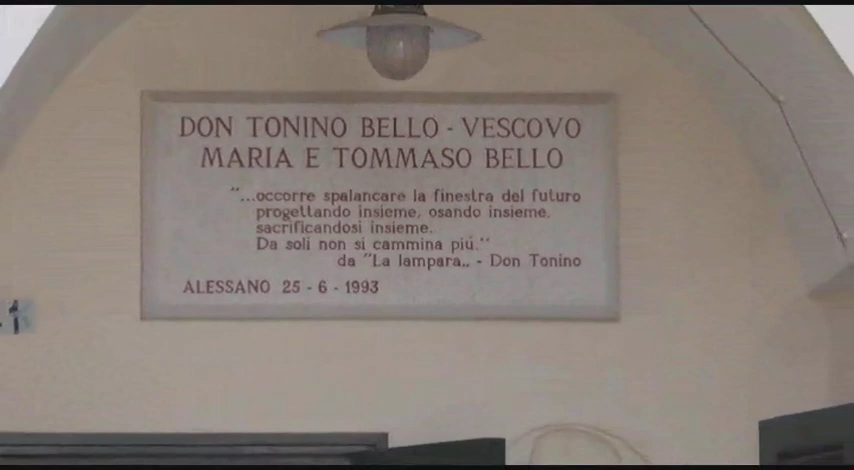 DON TONINO BELLO - VESCOVO
MARIA E TOMMASO BELLO
"...occorre spalancare la finestra del futuro
progettando insieme, osando insieme,
sacrificandosi insieme.
Da soli non si cammina piú."
da "La lampara„ - Don Tonino
ALESSANO 25 - 6 - 1993